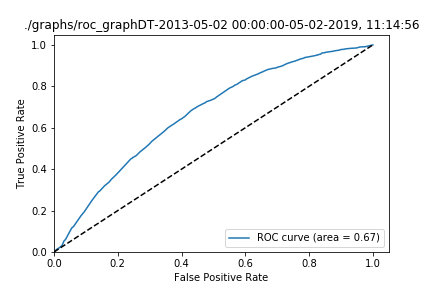 ./graphs/roc_graphDT-2013-05-02 00:00:00-05-02-2019, 11:14:56
1.0
0.8
0.6
0.4
0.2
0.0
True Positive Rate
ROC curve (area = 0.67)
0.0 0.2 0.4 0.6 0.8 1.0
False Positive Rate